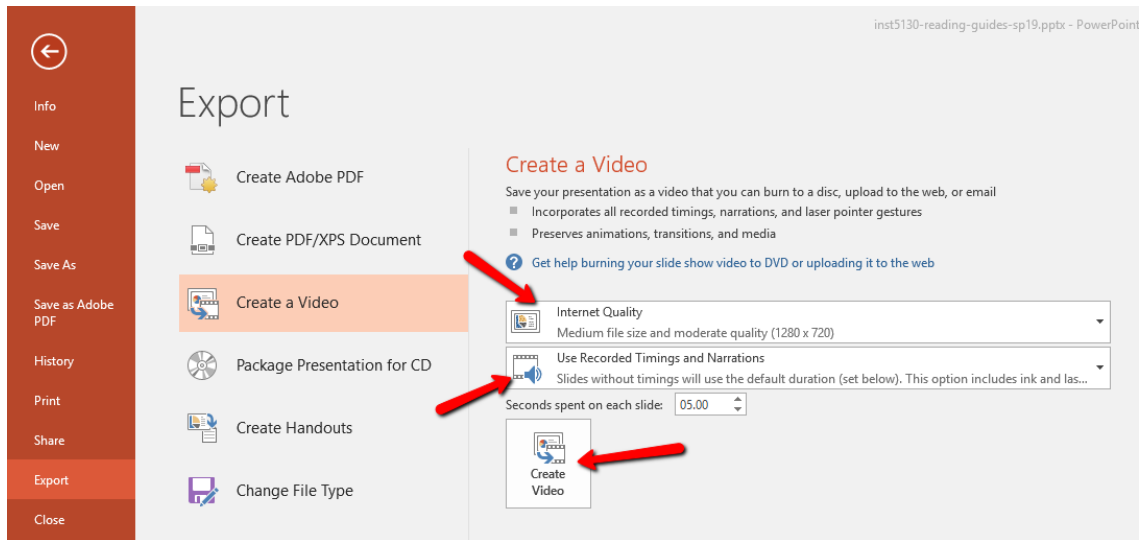 inst5130-reading-guides-sp19.pptx - PowerPoint
Info
New
Open
Save
Save As
Save as Adobe
PDF
History
Print
Share
Export
Close
Export
Create Adobe PDF
Create PDF/XPS Document
Create a Video
Package Presentation for CD
Create Handouts
Change File Type
Create a Video
Save your presentation as a video that you can burn to a disc, upload to the web, or email
Incorporates all recorded timings, narrations, and laser pointer gestures
Preserves animations, transitions, and media
Get help burning your slide show video to DVD or uploading it to the web
Internet Quality
Medium file size and moderate quality (1280 x 720)
Use Recorded Timings and Narrations
Slides without timings will use the default duration (set below). This option includes ink and las...
Seconds spent on each slide: 05.00
Create
Video